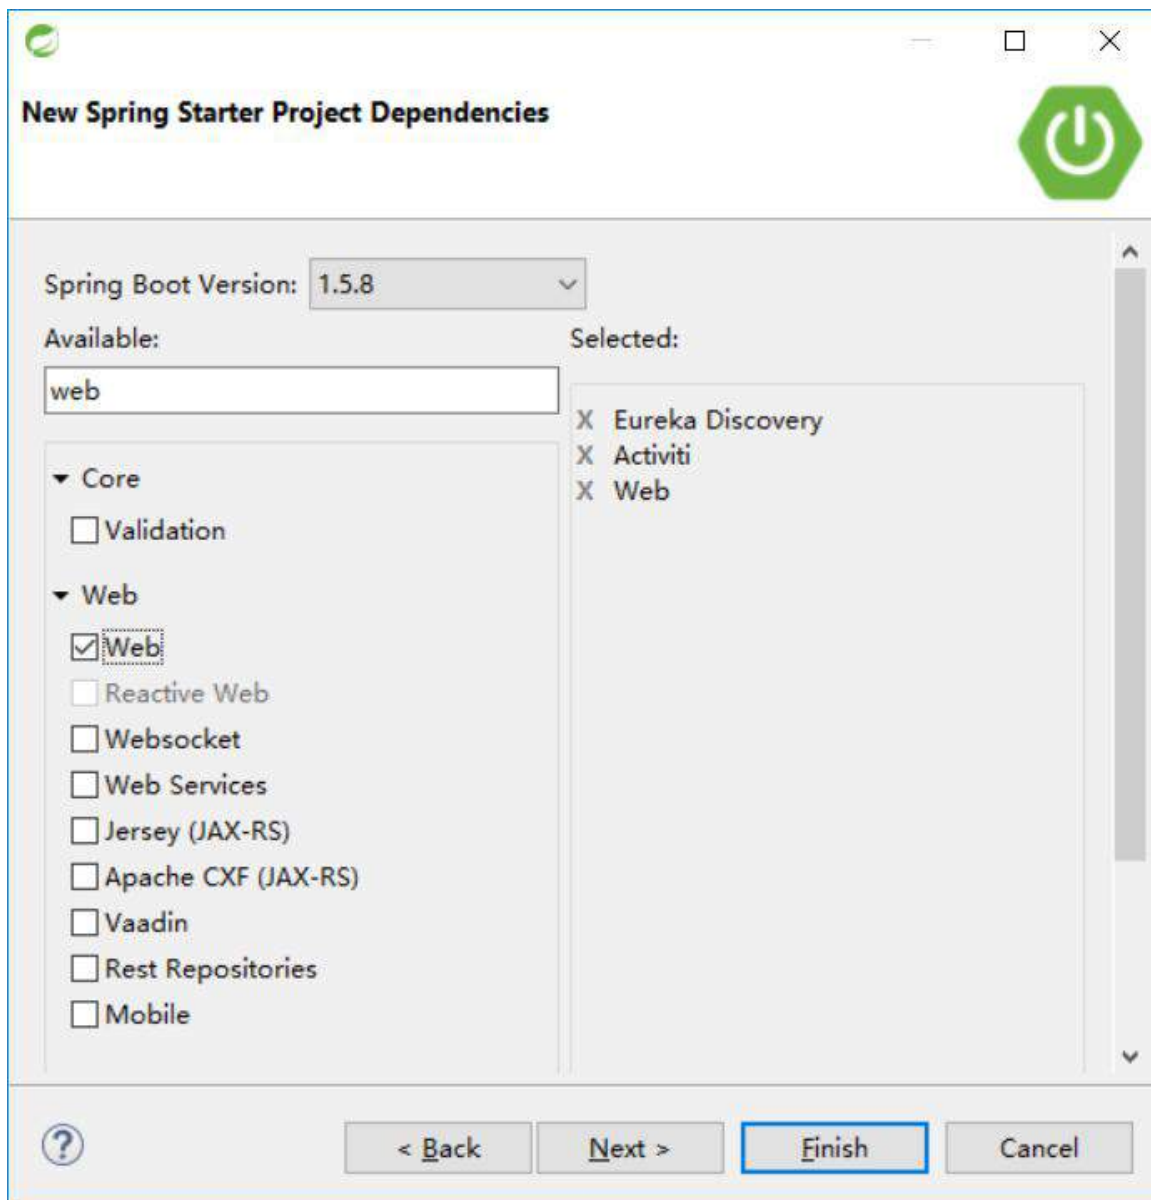 New Spring Starter Project Dependencies
Spring Boot Version: 1.5.8
Available:
Selected:
web
X Eureka Discovery
X Activiti
X Web
Core
Validation
Web
Web
Reactive Web
Websocket
Web Services
Jersey (JAX-RS)
Apache CXF (JAX-RS)
Vaadin
Rest Repositories
Mobile
?
< Back
Next >
Finish
Cancel